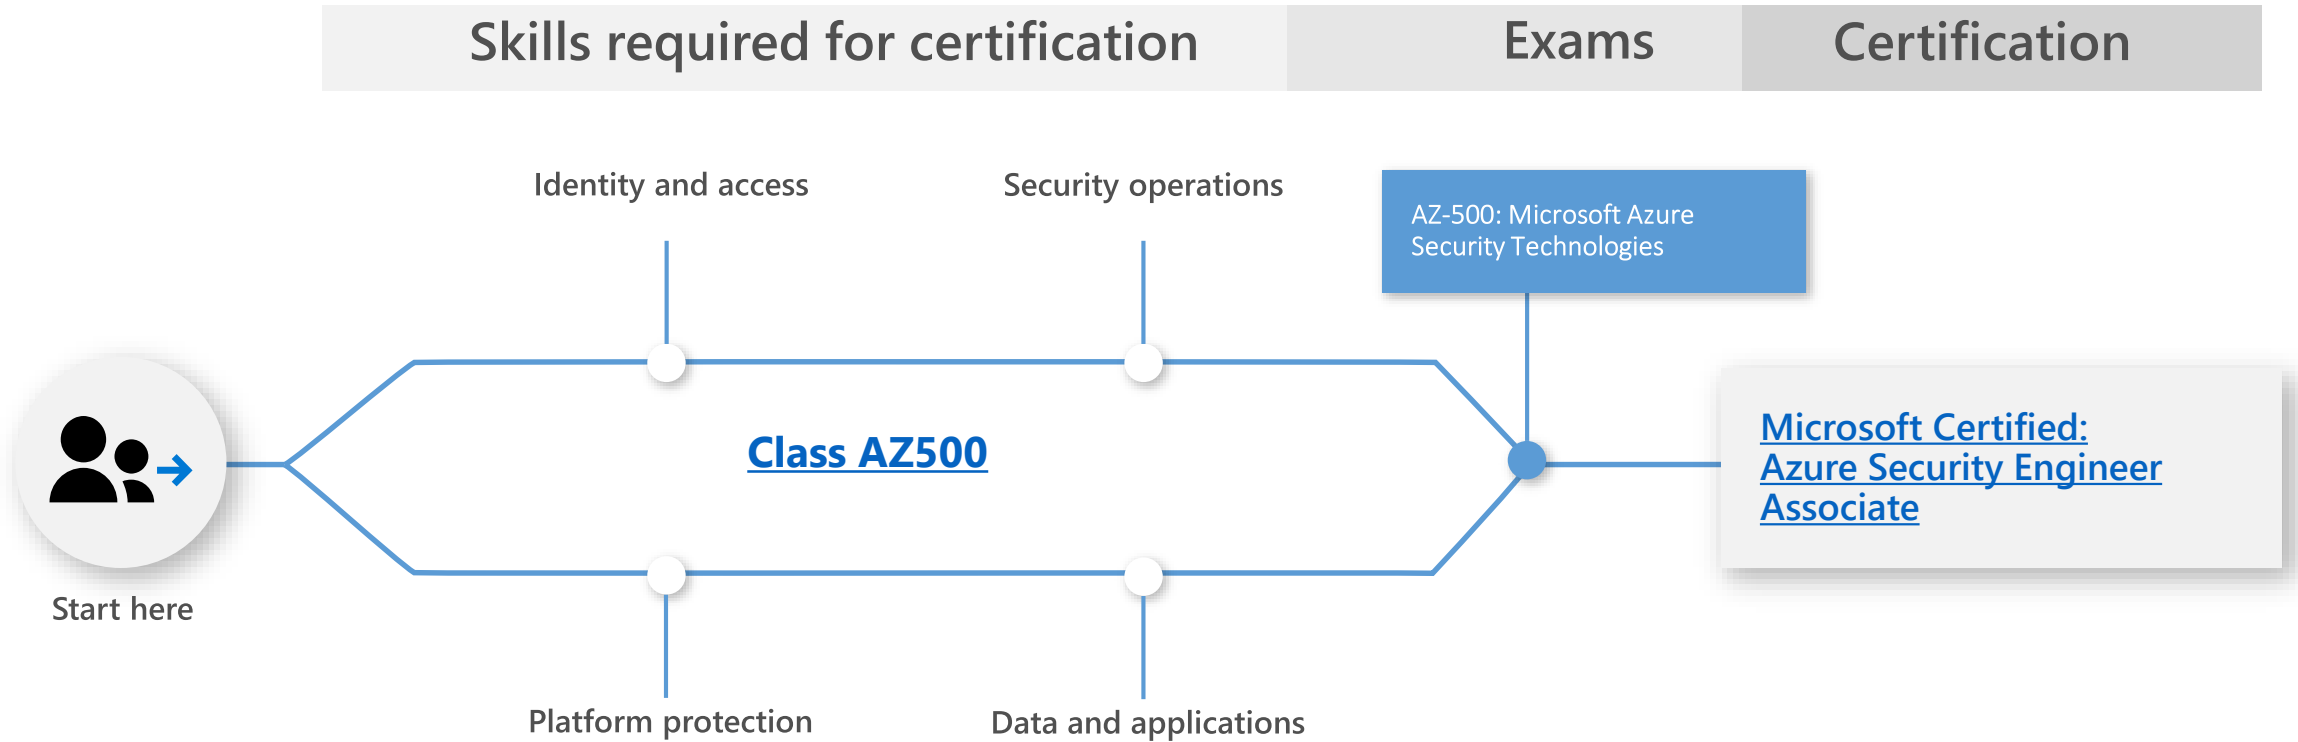 Skills required for certification
Exams
Certification
Identity and access
Security operations
AZ-500: Microsoft Azure
Security Technologies
Class AZ500
Microsoft Certified:
Azure Security Engineer
Associate
Start here
Platform protection
Data and applications